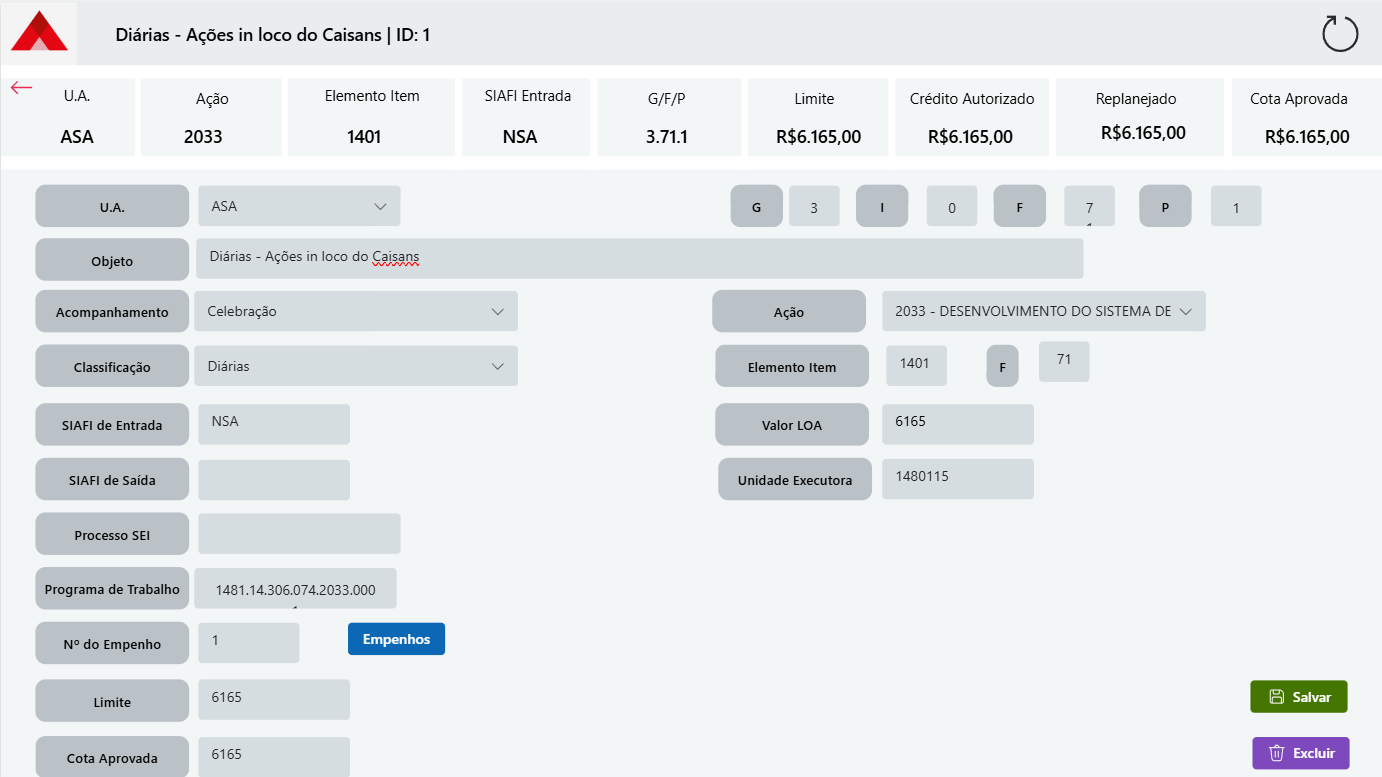 Diárias - Ações in loco do Caisans | ID: 1
U.A.
ASA
Ação
2033
Elemento Item
1401
SIAFI Entrada
NSA
G/F/P
3.71.1
Limite
R$6.165,00
Crédito Autorizado
R$6.165,00
Replanejado
R$6.165,00
Cota Aprovada
R$6.165,00
U.A.
ASA
G
3
I
0
F
7
P
1
Objeto
Diárias - Ações in loco do Caisans
Acompanhamento
Celebração
Ação
2033 - DESENVOLVIMENTO DO SISTEMA DE
Classificação
Diárias
Elemento Item
1401
F
71
SIAFI de Entrada
NSA
Valor LOA
6165
SIAFI de Saída
Unidade Executora
1480115
Processo SEI
Programa de Trabalho
1481.14.306.074.2033.000
Nº do Empenho
1
Empenhos
Limite
6165
Salvar
Cota Aprovada
6165
Excluir